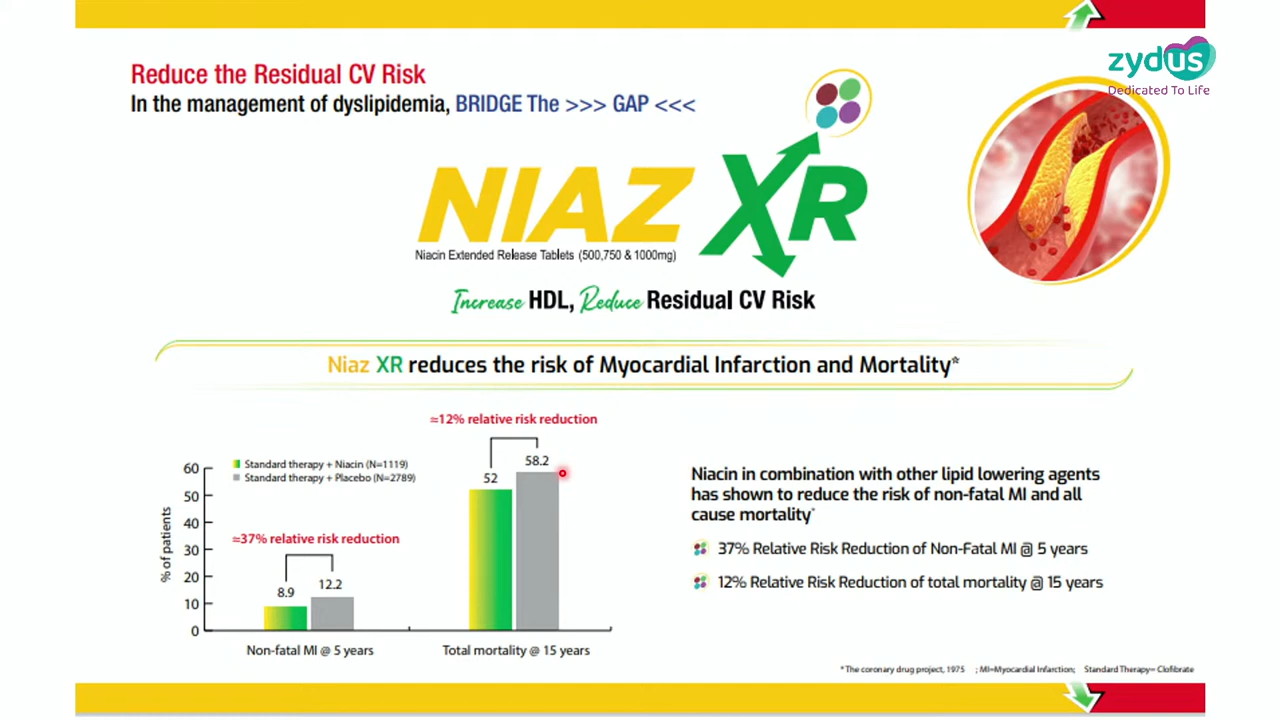 zydus
Dedicated To Life
Reduce the Residual CV Risk
In the management of dyslipidemia, BRIDGE The >>> GAP <<<
NIAZ XR
Niacin Extended Release Tablets (500,750 & 1000mg)
Increase HDL, Reduce Residual CV Risk
Niaz XR reduces the risk of Myocardial Infarction and Mortality*
≈12% relative risk reduction
Standard therapy + Niacin (N=1119)
Standard therapy + Placebo (N=2789)
≈37% relative risk reduction
% of patients
60
50
40
30
20
10
0
8.9
12.2
52
58.2
Non-fatal MI @ 5 years
Total mortality @ 15 years
Niacin in combination with other lipid lowering agents
has shown to reduce the risk of non-fatal MI and all
cause mortality*
37% Relative Risk Reduction of Non-Fatal MI @ 5 years
12% Relative Risk Reduction of total mortality @ 15 years
* The coronary drug project, 1975 ; MI=Myocardial Infarction; Standard Therapy= Clofibrate